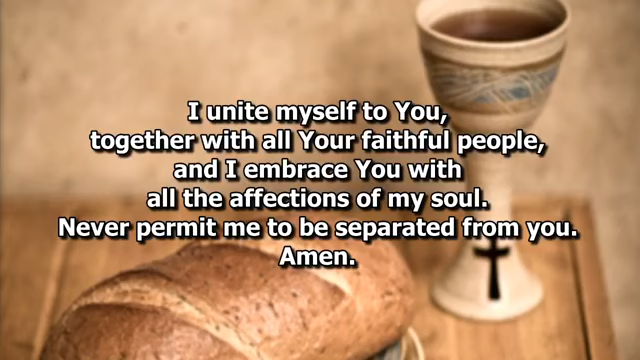 I unite myself to You,
together with all Your faithful people,
and I embrace You with
all the affections of my soul.
Never permit me to be separated from you.
Amen.